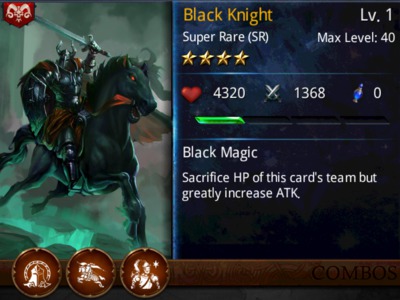 Black Knight Lv. 1
Super Rare (SR) Max Level: 40
4320 1368 0
Black Magic
Sacrifice HP of this card's team but
greatly increase ATK.
COMBOS